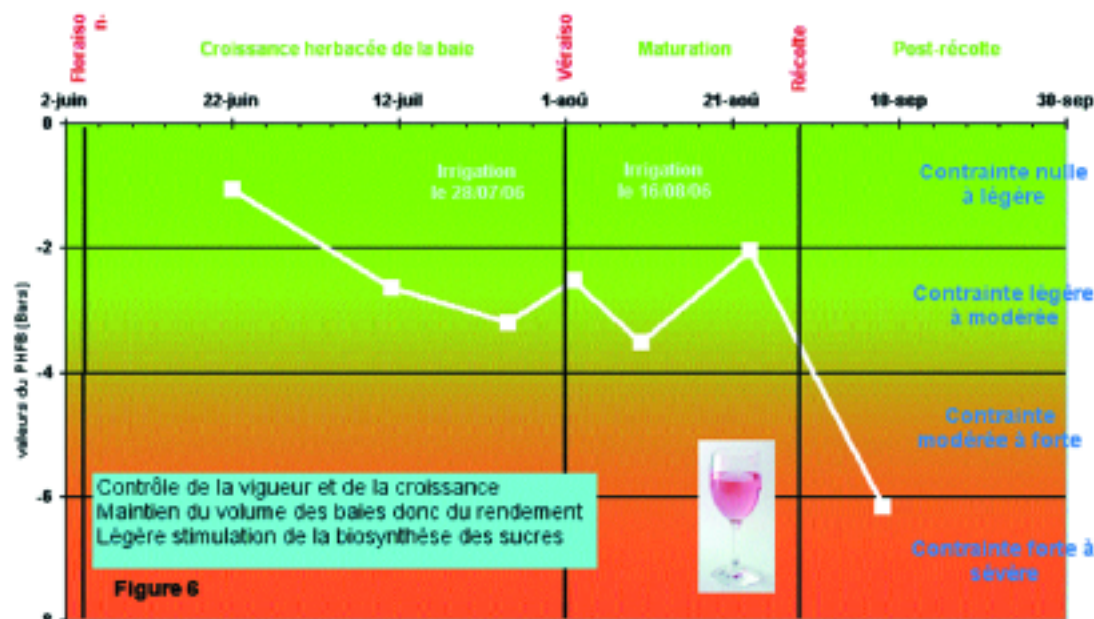 Floraiso
n-
Croissance herbacée de la baie
Véraiso
Maturation
Récolte
Post-récolte
2-juin
22-juin
12-juil
1-aoû
21-aoû
10-sep
30-sep
0
-2
-4
-6
-8
valeurs du PHFB (Bars)
Irrigation
le 28/07/06
Irrigation
le 16/08/06
Contrainte nulle
à légère
Contrainte légère
à modérée
Contrainte
modérée à forte
Contrainte forte à
sévère
Contrôle de la vigueur et de la croissance
Maintien du volume des baies donc du rendement
Légère stimulation de la biosynthèse des sucres
Figure 6